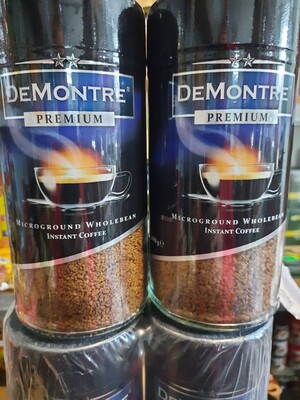 DEMONTRE®
PREMIUM
MICROGROUND WHOLEBEAN
INSTANT COFFEE
DEMONTRE®
PREMIUM
MICROGROUND WHOLEBEAN
INSTANT COFFEE